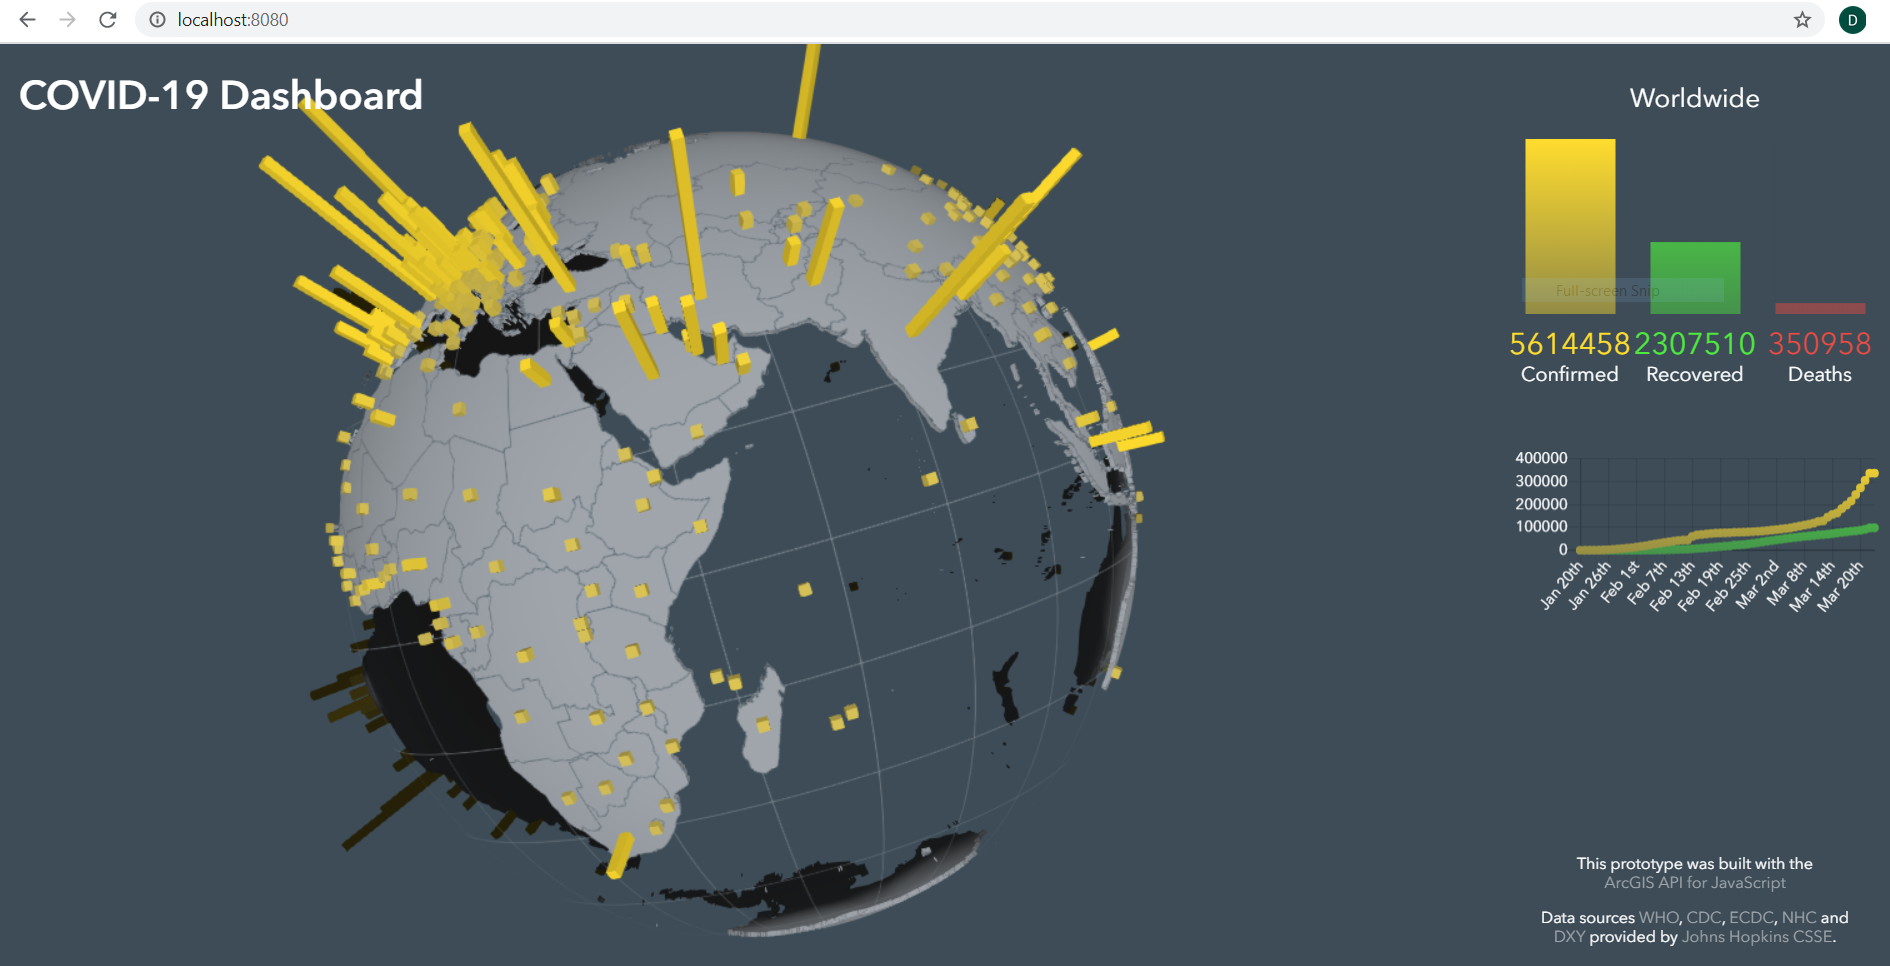 localhost:8080
D
COVID-19 Dashboard
Worldwide
Full-screen Snip
5614458 2307510 350958
Confirmed Recovered Deaths
400000
300000
200000
100000
0
Jan 20th Jan 26th Feb 1st Feb 7th Feb 13th Feb 19th Feb 25th Mar 2nd Mar 8th Mar 14th Mar 20th
This prototype was built with the
ArcGIS API for JavaScript
Data sources WHO, CDC, ECDC, NHC and
DXY provided by Johns Hopkins CSSE.